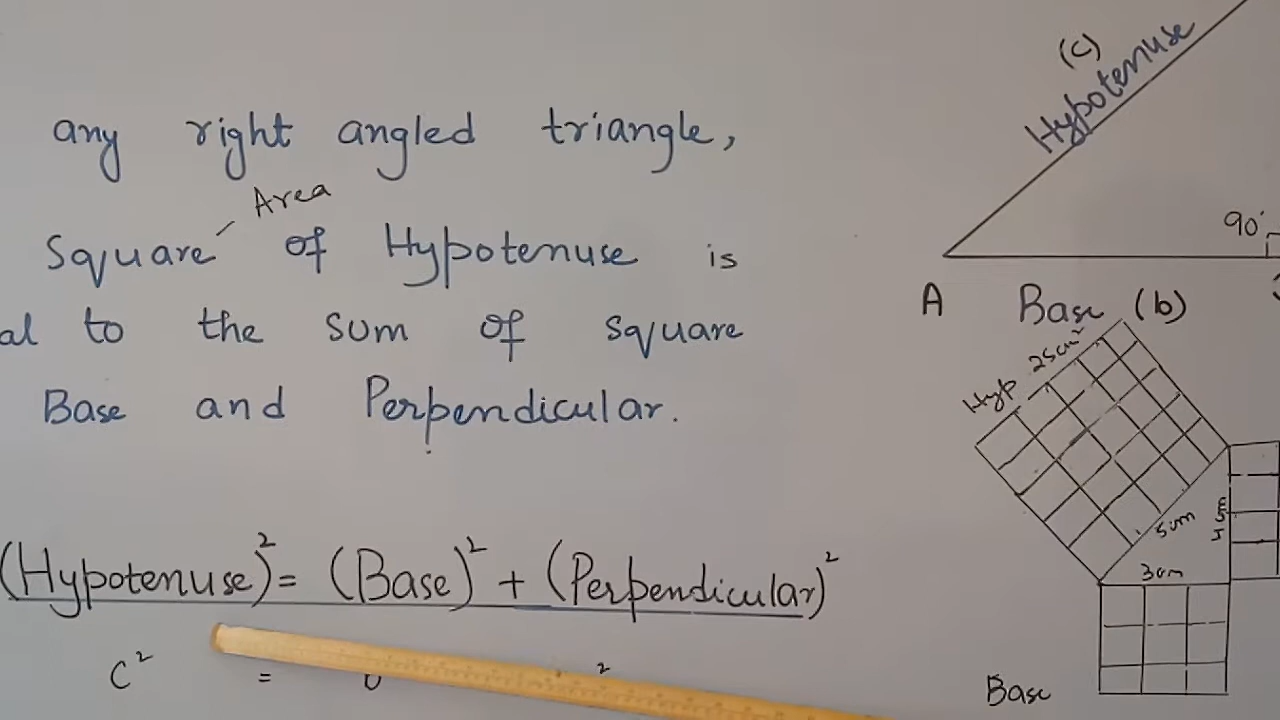 any right angled triangle,
Area
Square of Hypotenuse is
al to the sum of square
Base and Perpendicular.
(Hypotenuse)² = (Base)² + (Perpendicular)²
c² = ²
(c)
Hypotenuse
90°
A Base (b)
Hyp 25cm²
5cm
3cm
Base